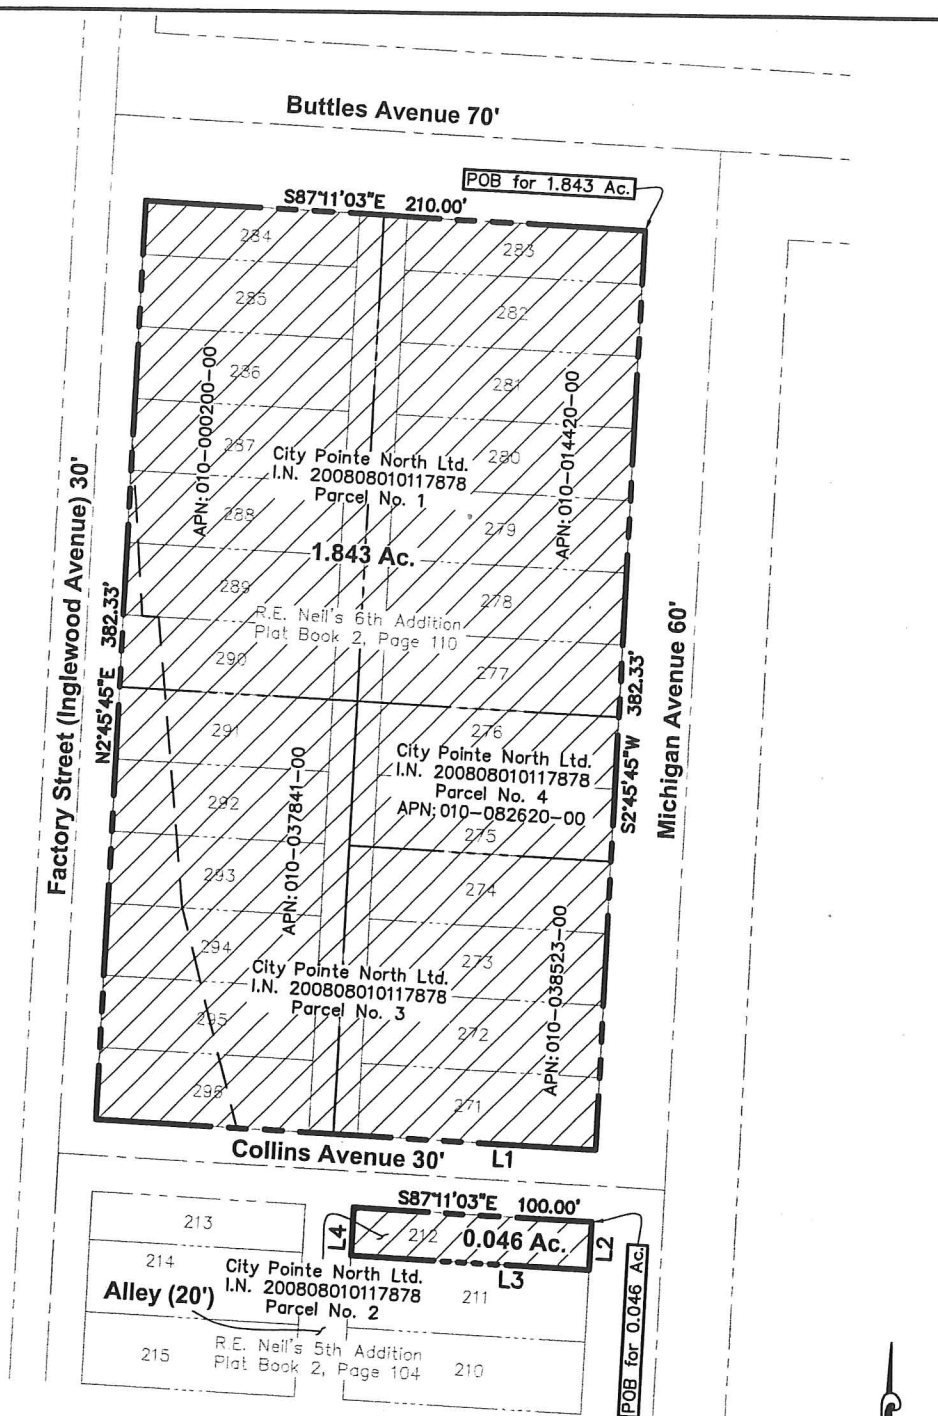 Buttles Avenue 70'
POB for 1.843 Ac.
S87°11'03"E 210.00'
284
283
285
282
286
281
APN: 010-000200-00
APN: 010-014420-00
287
280
City Pointe North Ltd.
I.N. 200808010117878
Parcel No. 1
288
279
1.843 Ac.
289
278
R.E. Neil's 6th Addition
Plat Book 2, Page 110
290
277
Factory Street (Inglewood Avenue) 30'
N2°45'45"E 382.33'
S2°45'45"W 382.33'
Michigan Avenue 60'
291
276
City Pointe North Ltd.
I.N. 200808010117878
Parcel No. 4
APN: 010-082620-00
APN: 010-037841-00
292
275
293
274
294
273
City Pointe North Ltd.
I.N. 200808010117878
Parcel No. 3
APN: 010-038523-00
295
272
296
271
Collins Avenue 30'
L1
S87°11'03"E 100.00'
213
L4
212
0.046 Ac.
L2
214
City Pointe North Ltd.
I.N. 200808010117878
Parcel No. 2
L3
211
Alley (20')
POB for 0.046 Ac.
215
R.E. Neil's 5th Addition
Plat Book 2, Page 104
210